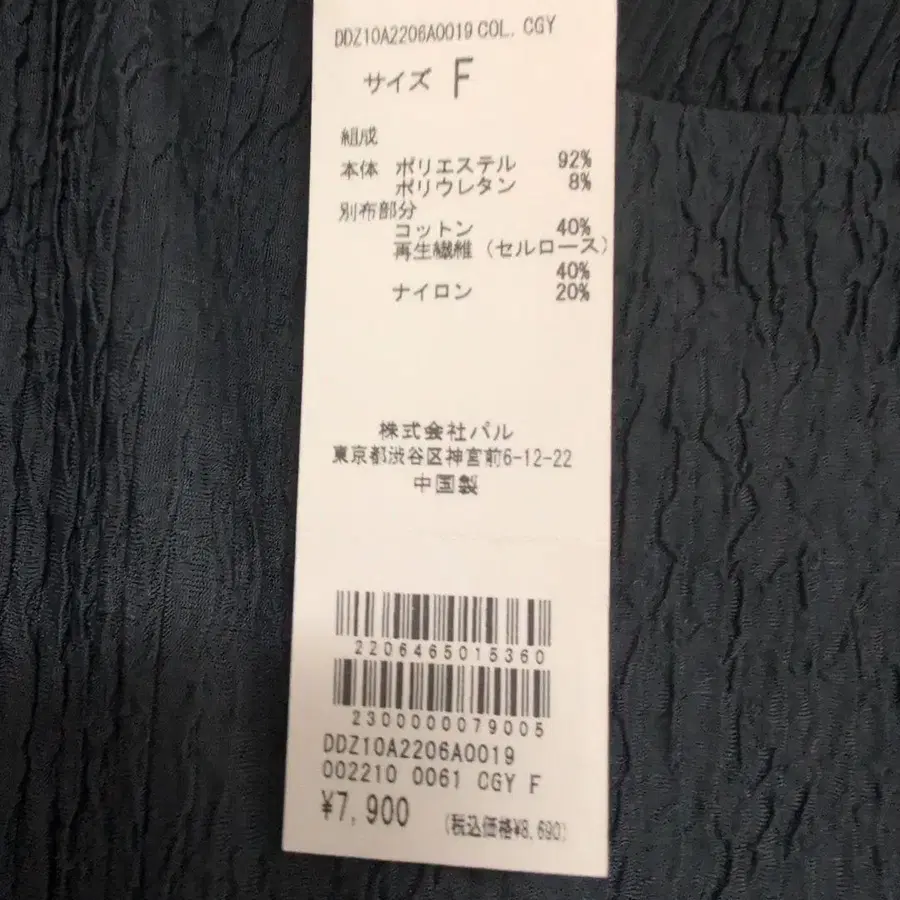 DDZ10A2206A0019 COL. CGY
サイズ F
組成
本体 ポリエステル 92%
ポリウレタン 8%
別布部分
コットン 40%
再生繊維（セルロース）
40%
ナイロン 20%
株式会社パル
東京都渋谷区神宮前6-12-22
中国製
2206465015360
2300000079005
DDZ10A2206A0019
002210 0061 CGY F
¥7,900 (税込価格¥8,690)